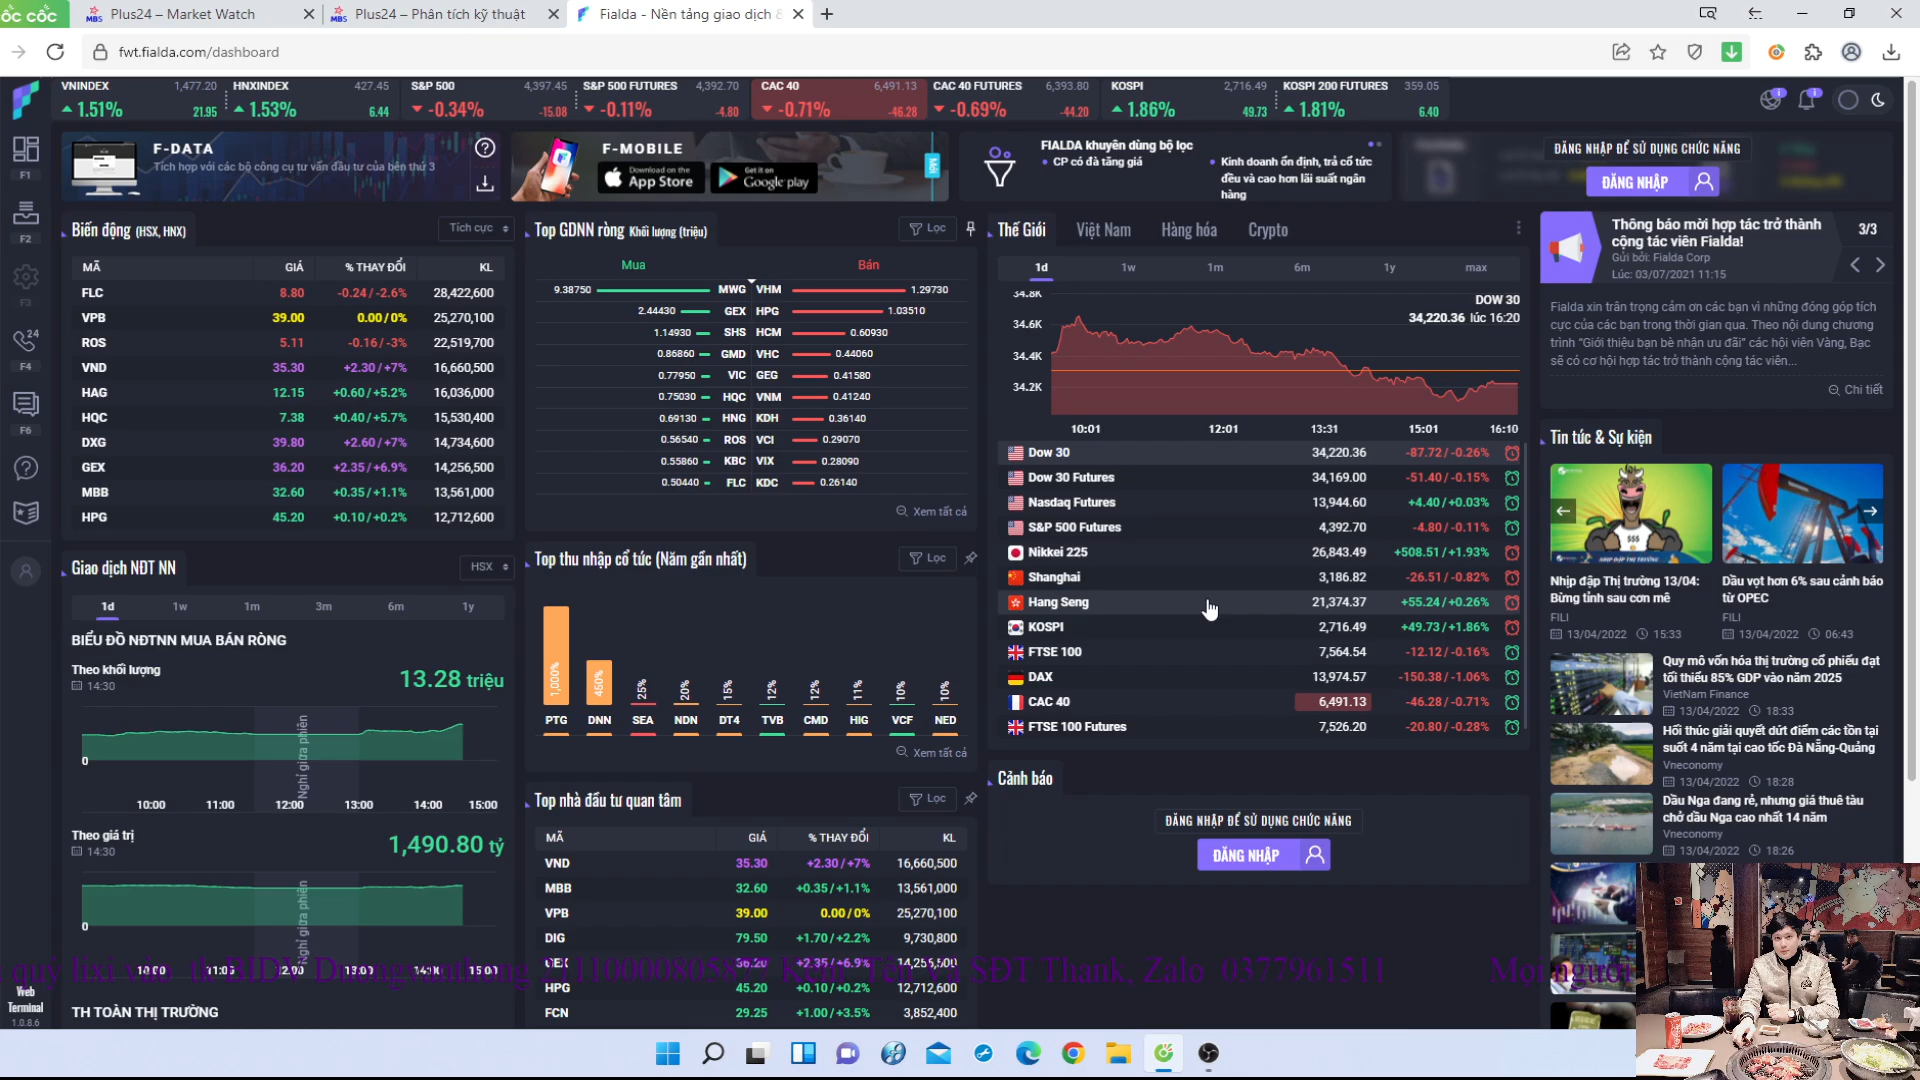 ốc cốc
MBS Plus24 – Market Watch
MBS Plus24 – Phân tích kỹ thuật
Fialda - Nền tảng giao dịch &
fwt.fialda.com/dashboard
VNINDEX 1,477.20
1.51% 21.95
HNXINDEX 427.45
1.53% 6.44
S&P 500 4,397.45
-0.34% -15.08
S&P 500 FUTURES 4,392.70
-0.11% -4.80
CAC 40 6,491.13
-0.71% -46.28
CAC 40 FUTURES 6,393.80
-0.69% -44.20
KOSPI 2,716.49
1.86% 49.73
KOSPI 200 FUTURES 359.05
1.81% 6.40
F1
F2
F3
24
F4
F6
Web
Terminal
1.0.8.6
F-DATA
Tích hợp với các bộ công cụ tư vấn đầu tư của bên thứ 3
F-MOBILE
Download on the
App Store
Get it on
Google play
Mới
FIALDA khuyên dùng bộ lọc
CP có đà tăng giá
Kinh doanh ổn định, trả cổ tức
đều và cao hơn lãi suất ngân
hàng
ĐĂNG NHẬP ĐỂ SỬ DỤNG CHỨC NĂNG
ĐĂNG NHẬP
Biến động (HSX, HNX)
Tích cực
MÃ GIÁ % THAY ĐỔI KL
FLC 8.80 -0.24 / -2.6% 28,422,600
VPB 39.00 0.00 / 0% 25,270,100
ROS 5.11 -0.16 / -3% 22,519,700
VND 35.30 +2.30 / +7% 16,660,500
HAG 12.15 +0.60 / +5.2% 16,036,000
HQC 7.38 +0.40 / +5.7% 15,530,400
DXG 39.80 +2.60 / +7% 14,734,600
GEX 36.20 +2.35 / +6.9% 14,256,500
MBB 32.60 +0.35 / +1.1% 13,561,000
HPG 45.20 +0.10 / +0.2% 12,712,600
Giao dịch NĐT NN
HSX
1d 1w 1m 3m 6m 1y
BIỂU ĐỒ NĐTNN MUA BÁN RÒNG
Theo khối lượng
14:30
13.28 triệu
0
Nghỉ giữa phiên
10:00 11:00 12:00 13:00 14:00 15:00
Theo giá trị
14:30
1,490.80 tỷ
0
Nghỉ giữa phiên
TH TOÀN THỊ TRƯỜNG
Top GDNN ròng Khối lượng (triệu)
Lọc
Mua Bán
9.38750 MWG VHM 1.29730
2.44430 GEX HPG 1.03510
1.14930 SHS HCM 0.60930
0.86860 GMD VHC 0.44060
0.77950 VIC GEG 0.41580
0.75030 HQC VNM 0.41240
0.69130 HNG KDH 0.36140
0.56540 ROS VCI 0.29070
0.55860 KBC VIX 0.28090
0.50440 FLC KDC 0.26140
Xem tất cả
Top thu nhập cổ tức (Năm gần nhất)
Lọc
1,000% 450% 25% 20% 15% 12% 12% 11% 10% 10%
PTG DNN SEA NDN DT4 TVB CMD HIG VCF NED
Xem tất cả
Top nhà đầu tư quan tâm
Lọc
MÃ GIÁ % THAY ĐỔI KL
VND 35.30 +2.30 / +7% 16,660,500
MBB 32.60 +0.35 / +1.1% 13,561,000
VPB 39.00 0.00 / 0% 25,270,100
DIG 79.50 +1.70 / +2.2% 9,730,800
GEX 36.20 +2.35 / +6.9% 14,256,500
HPG 45.20 +0.10 / +0.2% 12,712,600
FCN 29.25 +1.00 / +3.5% 3,852,400
Thế Giới Việt Nam Hàng hóa Crypto
1d 1w 1m 6m 1y max
34.8K
34.6K
34.4K
34.2K
DOW 30
34,220.36 lúc 16:20
10:01 12:01 13:31 15:01 16:10
Dow 30 34,220.36 -87.72 / -0.26%
Dow 30 Futures 34,169.00 -51.40 / -0.15%
Nasdaq Futures 13,944.60 +4.40 / +0.03%
S&P 500 Futures 4,392.70 -4.80 / -0.11%
Nikkei 225 26,843.49 +508.51 / +1.93%
Shanghai 3,186.82 -26.51 / -0.82%
Hang Seng 21,374.37 +55.24 / +0.26%
KOSPI 2,716.49 +49.73 / +1.86%
FTSE 100 7,564.54 -12.12 / -0.16%
DAX 13,974.57 -150.38 / -1.06%
CAC 40 6,491.13 -46.28 / -0.71%
FTSE 100 Futures 7,526.20 -20.80 / -0.28%
Cảnh báo
ĐĂNG NHẬP ĐỂ SỬ DỤNG CHỨC NĂNG
ĐĂNG NHẬP
Thông báo mời hợp tác trở thành
cộng tác viên Fialda!
Gửi bởi: Fialda Corp
Lúc: 03/07/2021 11:15
3/3
Fialda xin trân trọng cảm ơn các bạn vì những đóng góp tích
cực của các bạn trong thời gian qua. Theo nội dung chương
trình "Giới thiệu bạn bè nhận ưu đãi" các hội viên Vàng, Bạc
sẽ có cơ hội hợp tác trở thành cộng tác viên...
Chi tiết
Tin tức & Sự kiện
$$$
Nhịp đập Thị trường 13/04:
Bừng tỉnh sau cơn mê
FILI
13/04/2022 15:33
Dầu vọt hơn 6% sau cảnh báo
từ OPEC
FILI
13/04/2022 06:43
Quy mô vốn hóa thị trường cổ phiếu đạt
tối thiểu 85% GDP vào năm 2025
VietNam Finance
13/04/2022 18:33
Hối thúc giải quyết dứt điểm các tồn tại
suốt 4 năm tại cao tốc Đà Nẵng-Quảng
Vneconomy
13/04/2022 18:28
Dầu Nga đang rẻ, nhưng giá thuê tàu
chở dầu Nga cao nhất 14 năm
Vneconomy
13/04/2022 18:26
SĐT Thank, Zalo 0377961511 Mọi người